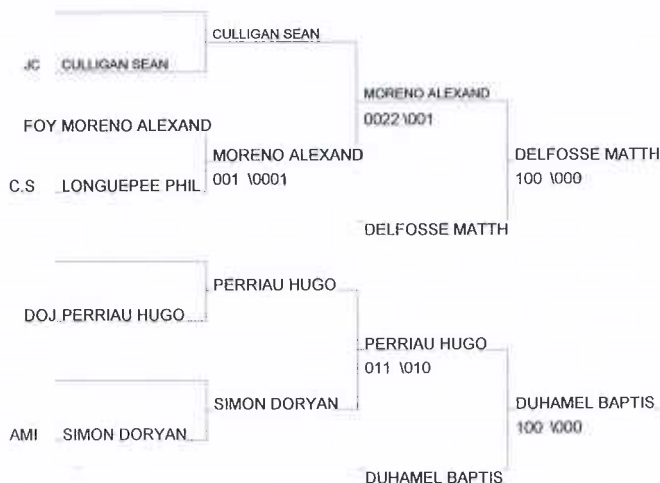 CULLIGAN SEAN
JC CULLIGAN SEAN
MORENO ALEXAND
0022 \001
FOY MORENO ALEXAND
MORENO ALEXAND
001 \0001
DELFOSSE MATTH
100 \000
C.S LONGUEPEE PHIL
DELFOSSE MATTH
PERRIAU HUGO
DOJ PERRIAU HUGO
PERRIAU HUGO
011 \010
SIMON DORYAN
DUHAMEL BAPTIS
100 \000
AMI SIMON DORYAN
DUHAMEL BAPTIS